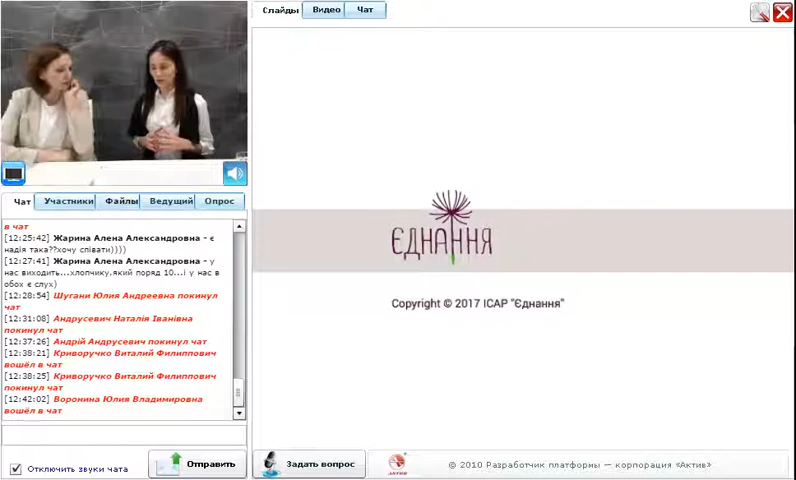 Слайды Видео Чат
ЄДНАННЯ
Copyright © 2017 ІСАР "Єднання"
Чат Участники Файлы Ведущий Опрос
в чат
[12:25:42] Жарина Алена Александровна - є
надія така??хочу співати))))
[12:27:41] Жарина Алена Александровна - у
нас виходить...хлопчику,який поряд 10...і у нас в
обох є слух)
[12:28:54] Шугани Юлия Андреевна покинул
чат
[12:31:08] Андрусевич Наталія Іванівна
покинул чат
[12:37:26] Андрій Андрусевич покинул чат
[12:38:21] Криворучко Виталий Филиппович
вошёл в чат
[12:38:25] Криворучко Виталий Филиппович
покинул чат
[12:42:02] Воронина Юлия Владимировна
вошёл в чат
Отключить звуки чата
Отправить
Задать вопрос
АКТИВ
© 2010 Разработчик платформы — корпорация «Актив»